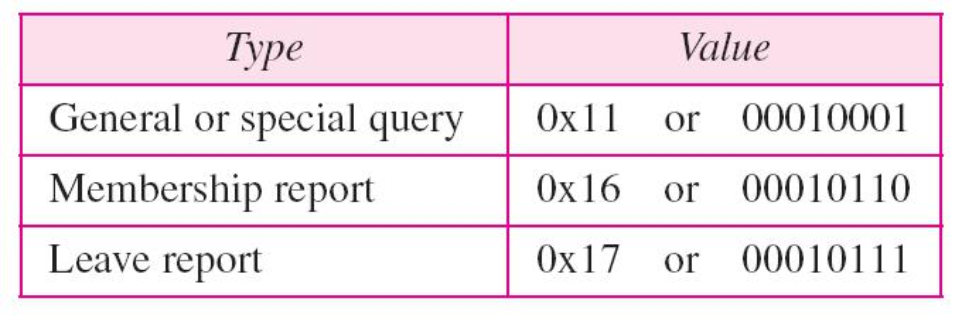 Type Value
General or special query 0x11 or 00010001
Membership report 0x16 or 00010110
Leave report 0x17 or 00010111